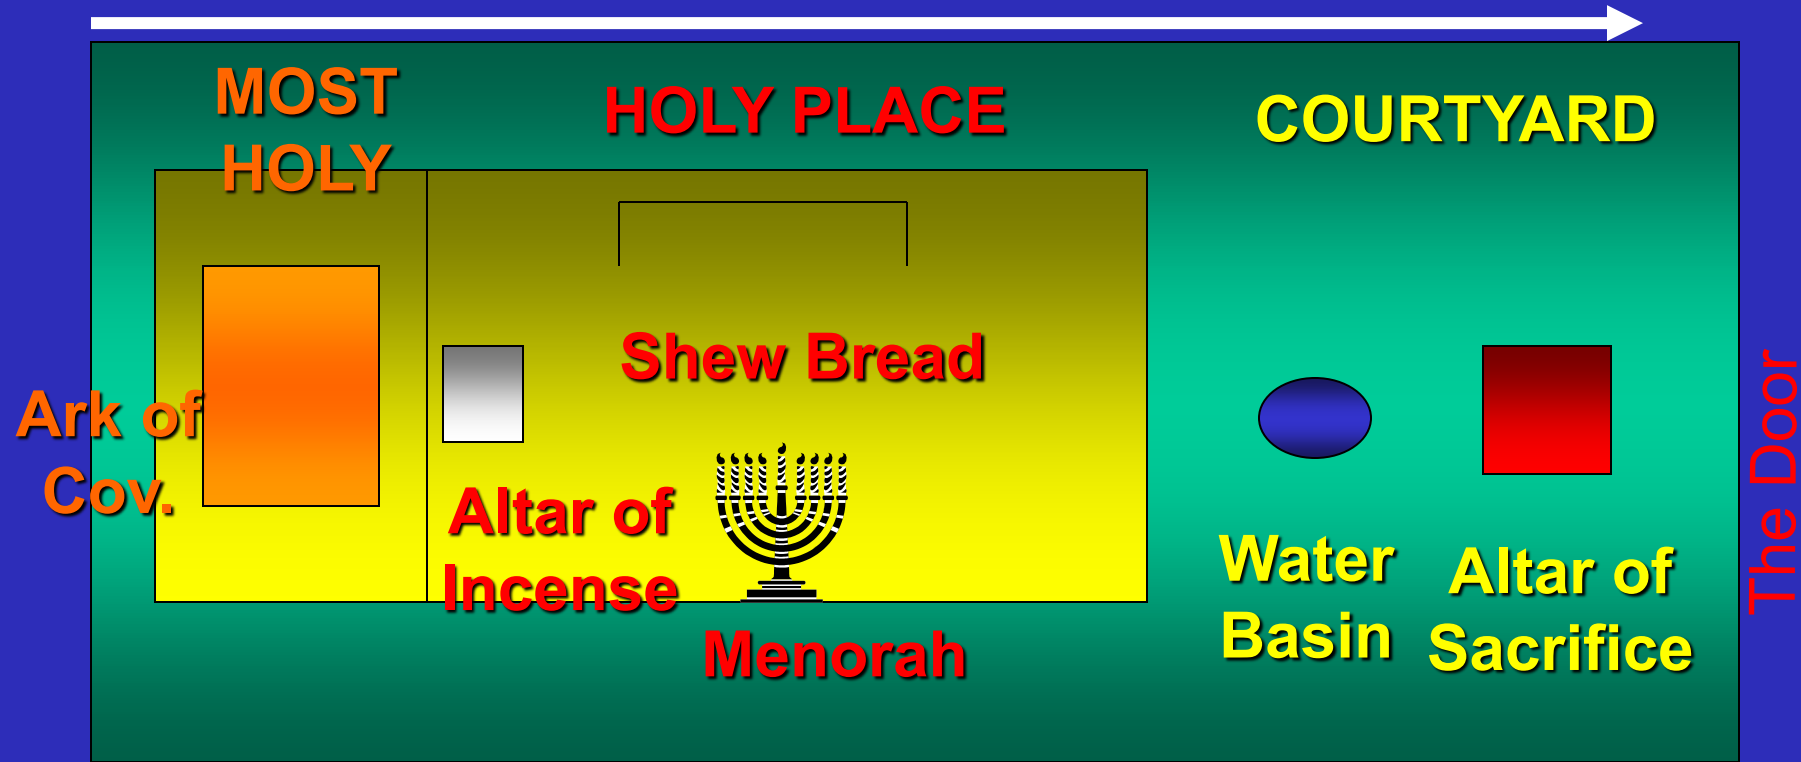 MOST
HOLY
HOLY PLACE
COURTYARD
Shew Bread
Ark of
Cov.
Altar of
Incense
Menorah
Water
Basin
Altar of
Sacrifice
The Door